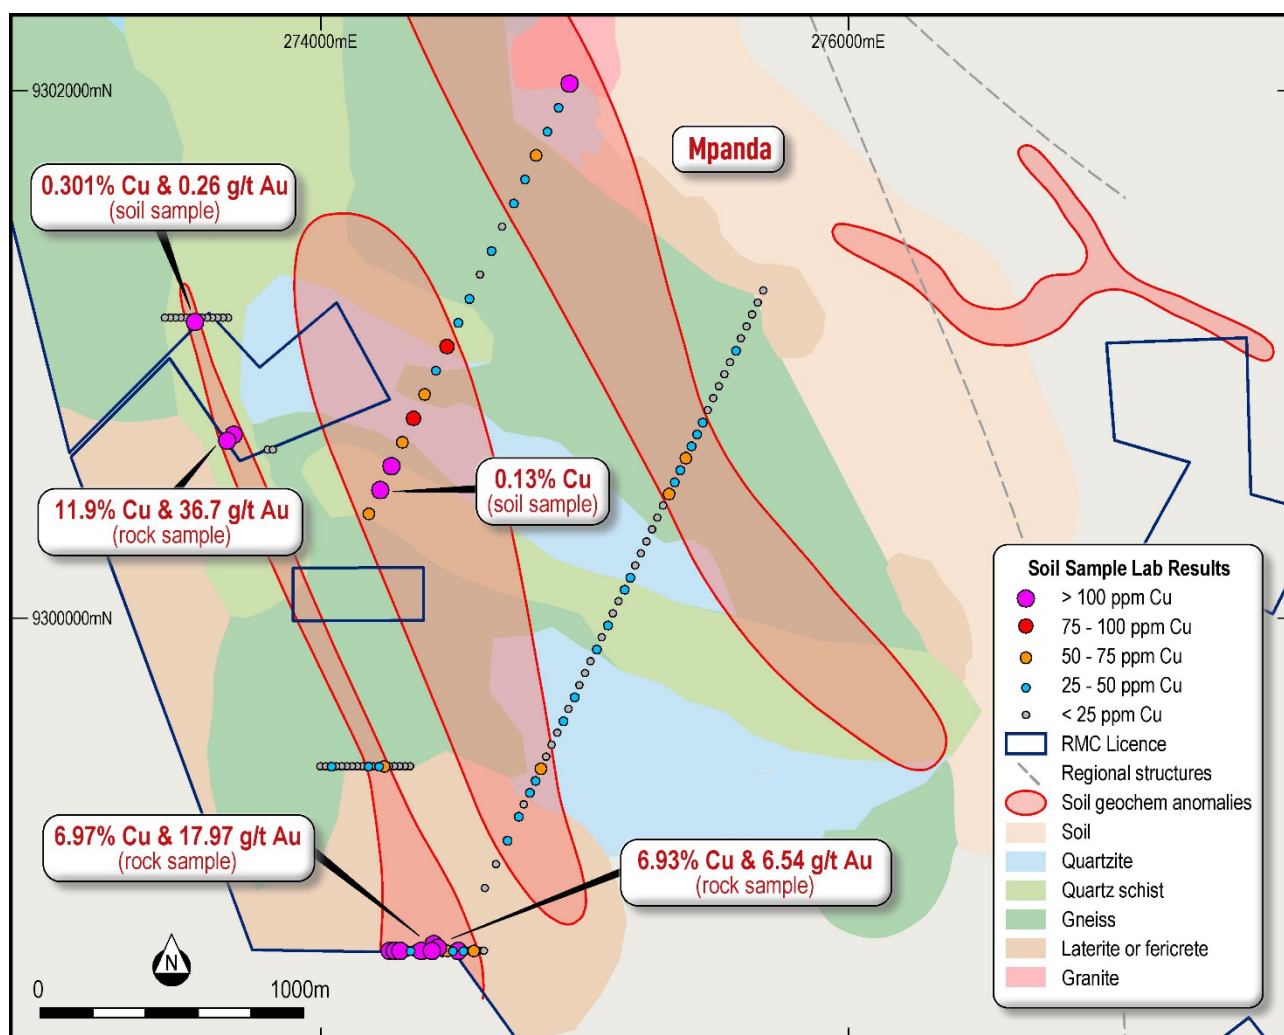 274000mE
276000mE
9302000mN
Mpanda
0.301% Cu & 0.26 g/t Au
(soil sample)
11.9% Cu & 36.7 g/t Au
(rock sample)
0.13% Cu
(soil sample)
9300000mN
6.97% Cu & 17.97 g/t Au
(rock sample)
6.93% Cu & 6.54 g/t Au
(rock sample)
N
0
1000m
Soil Sample Lab Results
> 100 ppm Cu
75 - 100 ppm Cu
50 - 75 ppm Cu
25 - 50 ppm Cu
< 25 ppm Cu
RMC Licence
Regional structures
Soil geochem anomalies
Soil
Quartzite
Quartz schist
Gneiss
Laterite or fericrete
Granite